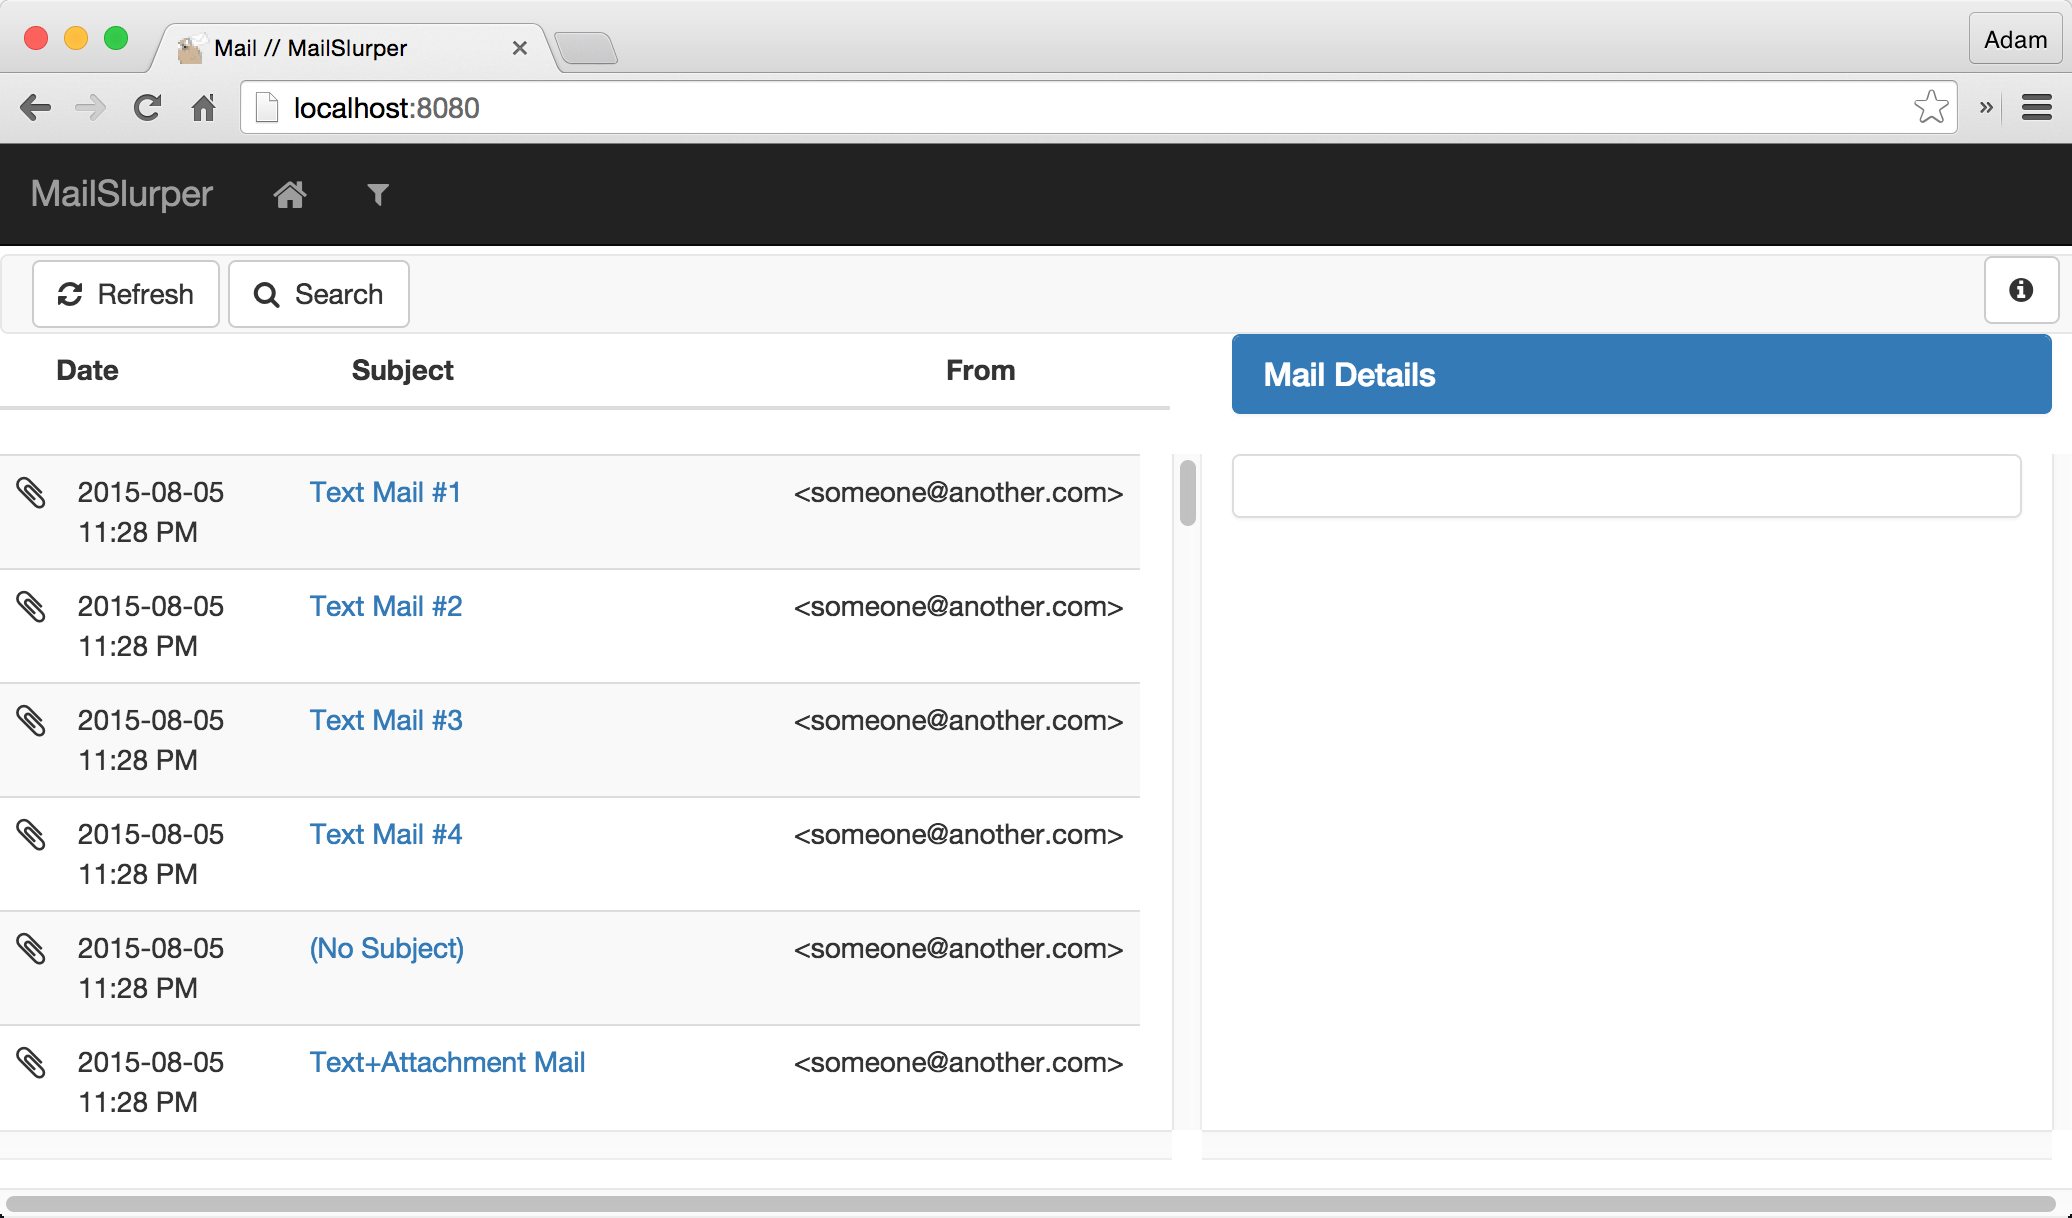 Mail // MailSlurper
Adam
localhost:8080
MailSlurper
Refresh Search
Date Subject From
Mail Details
2015-08-05 Text Mail #1 <someone@another.com>
11:28 PM
2015-08-05 Text Mail #2 <someone@another.com>
11:28 PM
2015-08-05 Text Mail #3 <someone@another.com>
11:28 PM
2015-08-05 Text Mail #4 <someone@another.com>
11:28 PM
2015-08-05 (No Subject) <someone@another.com>
11:28 PM
2015-08-05 Text+Attachment Mail <someone@another.com>
11:28 PM